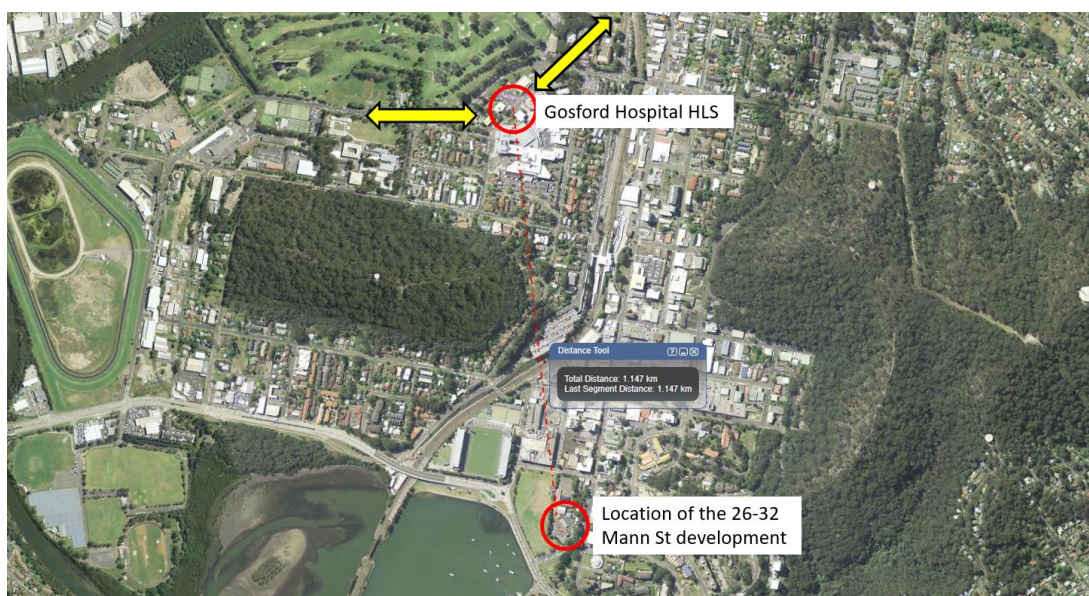 Gosford Hospital HLS
Distance Tool
Total Distance: 1.147 km
Last Segment Distance: 1.147 km
Location of the 26-32
Mann St development